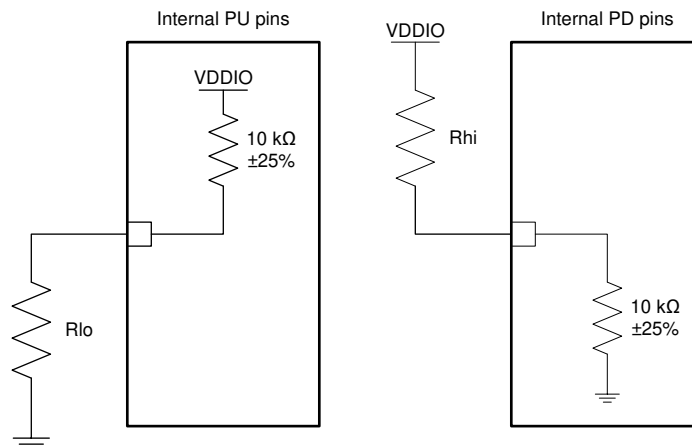 Internal PU pins
VDDIO
10 kΩ
±25%
Rlo
Internal PD pins
VDDIO
Rhi
10 kΩ
±25%